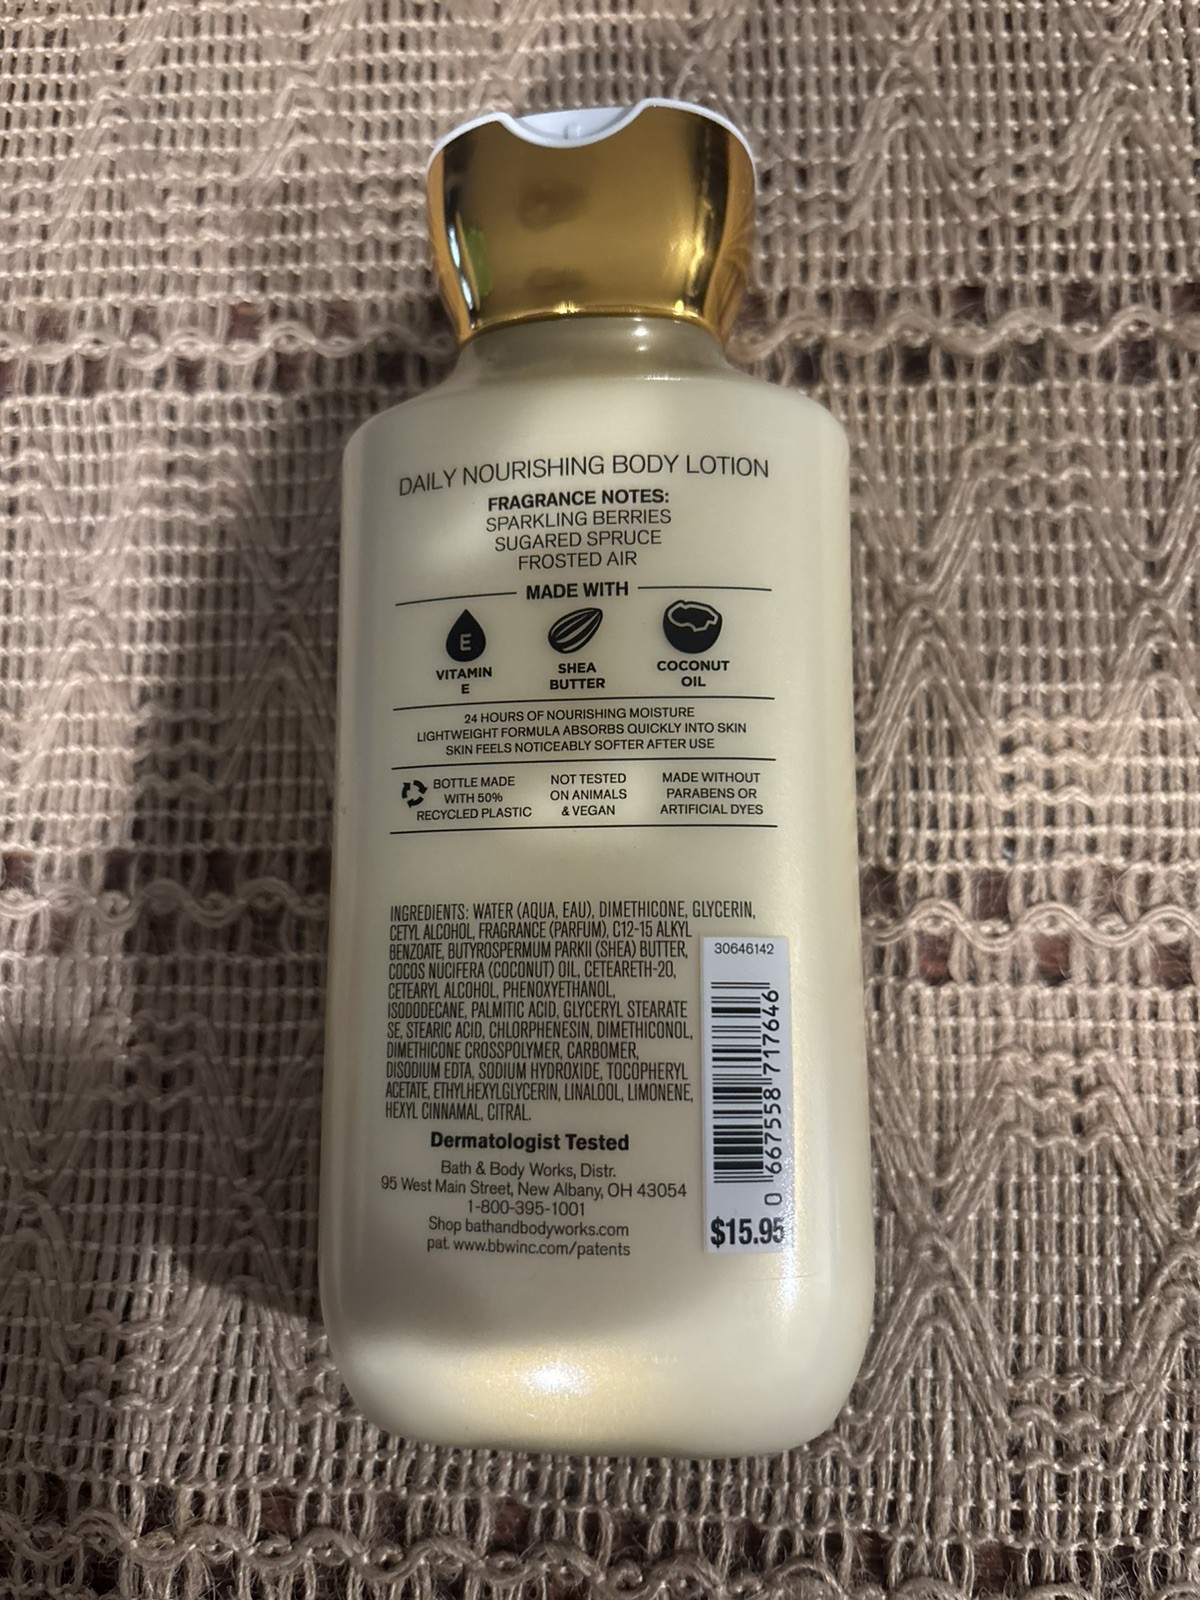 DAILY NOURISHING BODY LOTION
FRAGRANCE NOTES:
SPARKLING BERRIES
SUGARED SPRUCE
FROSTED AIR
MADE WITH
E
VITAMIN
E
SHEA
BUTTER
COCONUT
OIL
24 HOURS OF NOURISHING MOISTURE
LIGHTWEIGHT FORMULA ABSORBS QUICKLY INTO SKIN
SKIN FEELS NOTICEABLY SOFTER AFTER USE
BOTTLE MADE
WITH 50%
RECYCLED PLASTIC
NOT TESTED
ON ANIMALS
& VEGAN
MADE WITHOUT
PARABENS OR
ARTIFICIAL DYES
INGREDIENTS: WATER (AQUA, EAU), DIMETHICONE, GLYCERIN,
CETYL ALCOHOL, FRAGRANCE (PARFUM), C12-15 ALKYL
BENZOATE, BUTYROSPERMUM PARKII (SHEA) BUTTER,
COCOS NUCIFERA (COCONUT) OIL, CETEARETH-20,
CETEARYL ALCOHOL, PHENOXYETHANOL,
ISODODECANE, PALMITIC ACID, GLYCERYL STEARATE
SE, STEARIC ACID, CHLORPHENESIN, DIMETHICONOL,
DIMETHICONE CROSSPOLYMER, CARBOMER,
DISODIUM EDTA, SODIUM HYDROXIDE, TOCOPHERYL
ACETATE, ETHYLHEXYLGLYCERIN, LINALOOL, LIMONENE,
HEXYL CINNAMAL, CITRAL.
Dermatologist Tested
Bath & Body Works, Distr.
95 West Main Street, New Albany, OH 43054
1-800-395-1001
Shop bathandbodyworks.com
pat. www.bbwinc.com/patents
30646142
0 667558 717646
$15.95